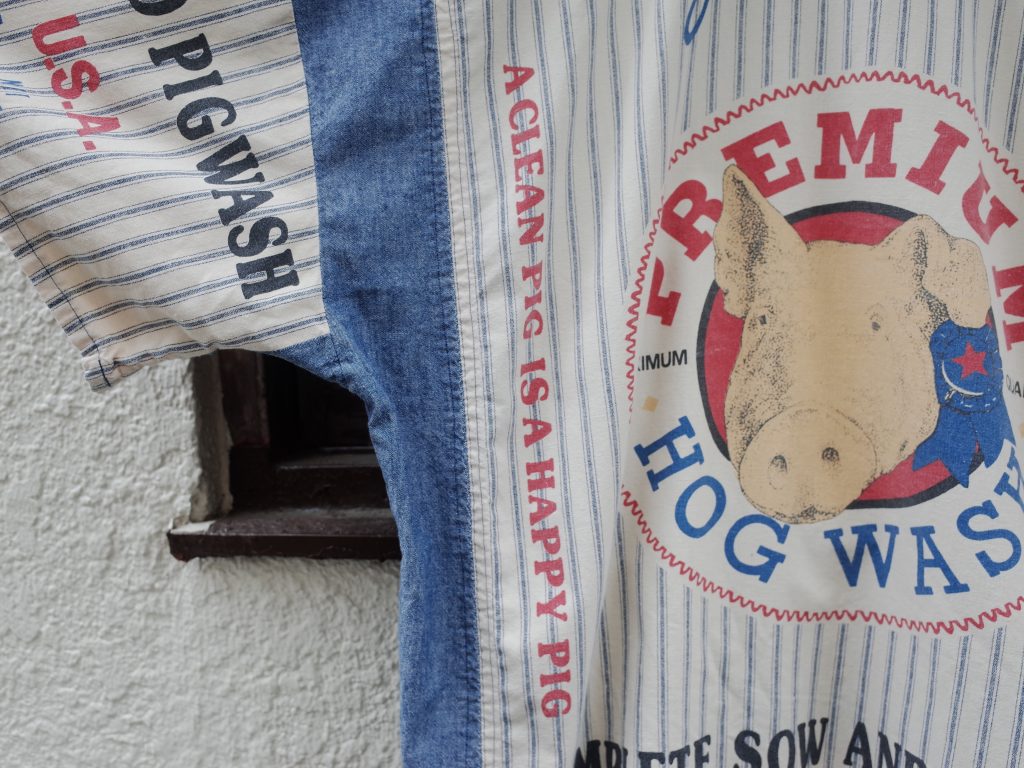 U.S.A.
PIGWASH
A CLEAN PIG IS A HAPPY PIG
PREMIUM
HOG WASH
SOW AND